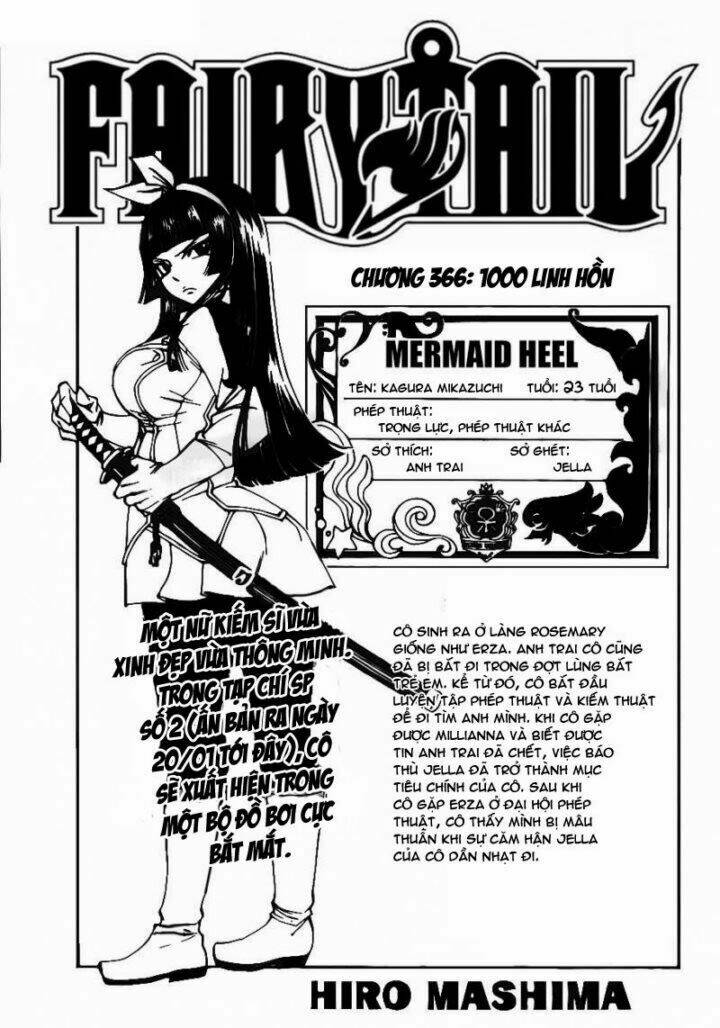 FAIRY TAIL
CHƯƠNG 366: 1000 LINH HỒN
MERMAID HEEL
TÊN: KAGURA MIKAZUCHI TUỔI: 23 TUỔI
PHÉP THUẬT:
TRỌNG LỰC, PHÉP THUẬT KHÁC
SỞ THÍCH: SỞ GHÉT:
ANH TRAI JELLA
MỘT NỮ KIẾM SĨ VỪA
XINH ĐẸP VỪA THÔNG MINH.
TRONG TẠP CHÍ SP
SỐ 2 (ẤN BẢN RA NGÀY
20/01 TỚI ĐÂY), CÔ
SẼ XUẤT HIỆN TRONG
MỘT BỘ ĐỒ BƠI CỰC
BẮT MẮT.
CÔ SINH RA Ở LÀNG ROSEMARY
GIỐNG NHƯ ERZA. ANH TRAI CÔ CŨNG
ĐÃ BỊ BẮT ĐI TRONG ĐỢT LÙNG BẮT
TRẺ EM. KỂ TỪ ĐÓ, CÔ BẮT ĐẦU
LUYỆN TẬP PHÉP THUẬT VÀ KIẾM THUẬT
ĐỂ ĐI TÌM ANH MÌNH. KHI CÔ GẶP
ĐƯỢC MILLIANNA VÀ BIẾT ĐƯỢC
TIN ANH TRAI ĐÃ CHẾT, VIỆC BÁO
THÙ JELLA ĐÃ TRỞ THÀNH MỤC
TIÊU CHÍNH CỦA CÔ. SAU KHI
CÔ GẶP ERZA Ở ĐẠI HỘI PHÉP
THUẬT, CÔ THẤY MÌNH BỊ MÂU
THUẪN KHI SỰ CĂM HẬN JELLA
CỦA CÔ DẦN NHẠT ĐI.
HIRO MASHIMA